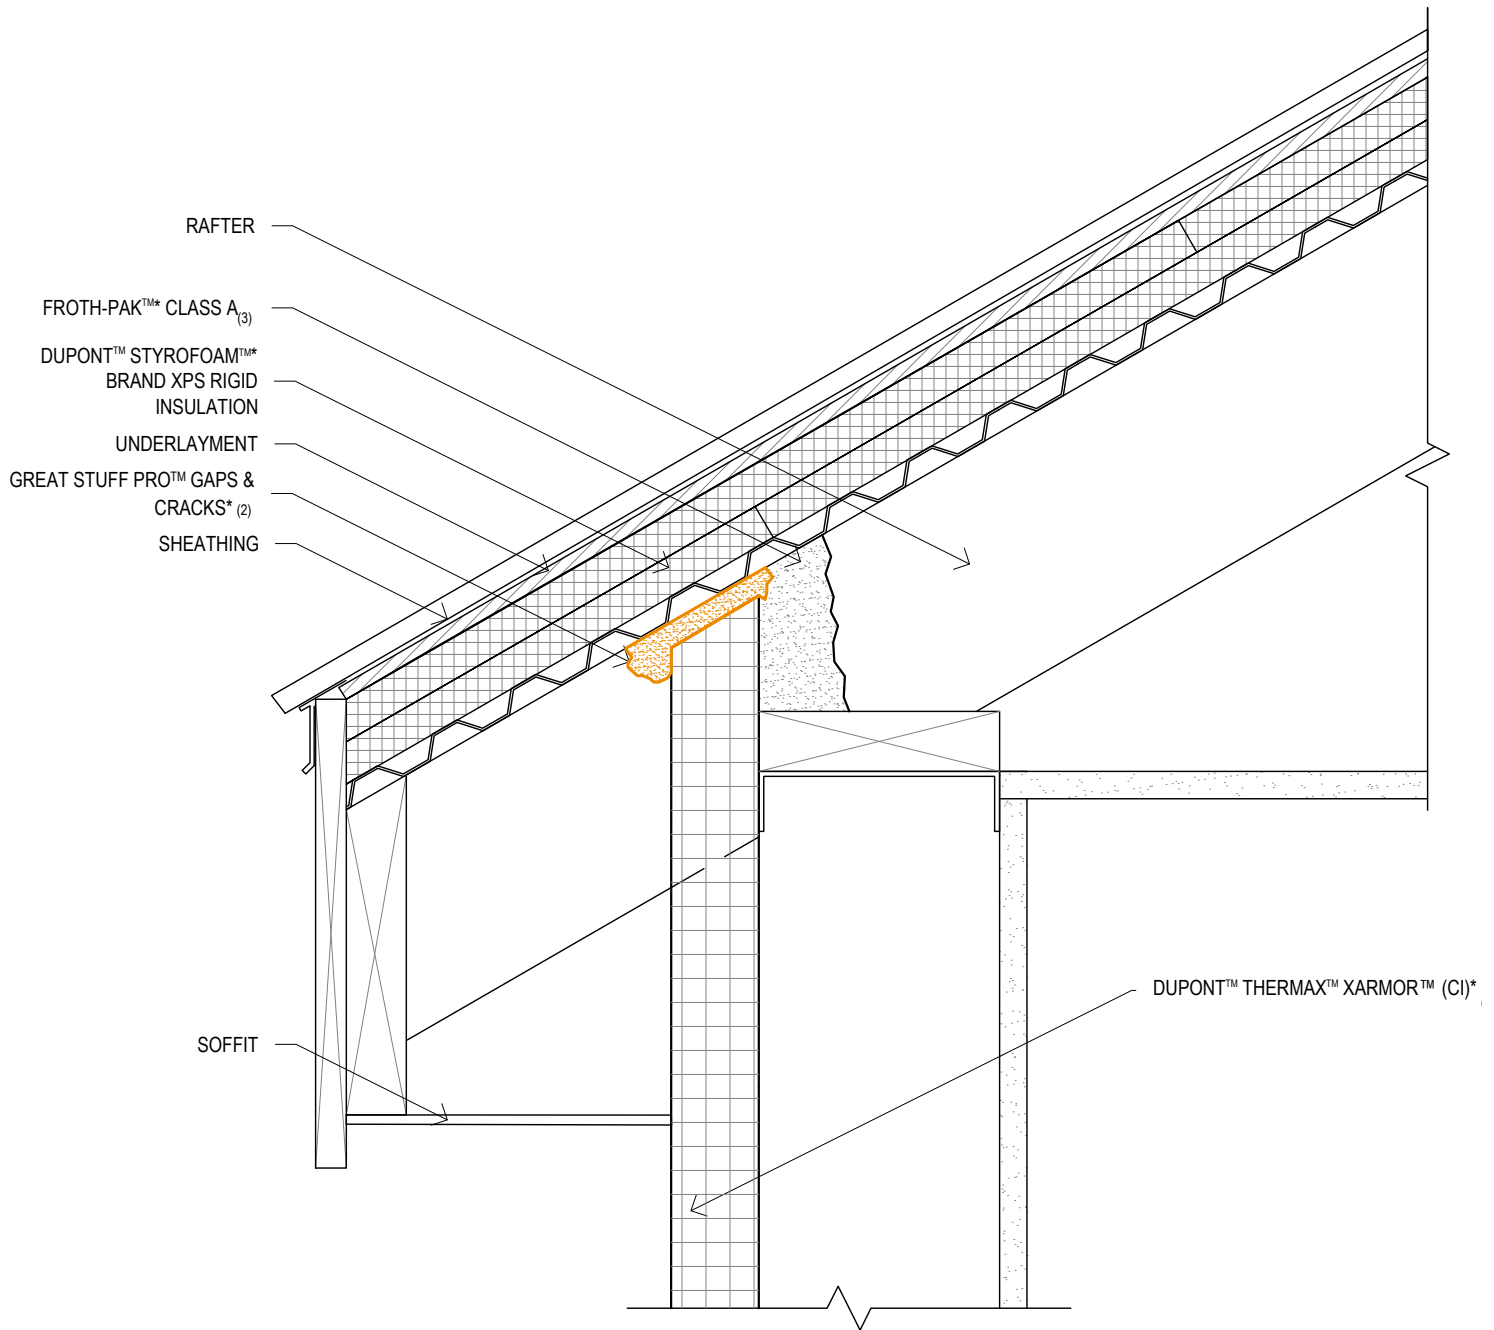 RAFTER
FROTH-PAK™* CLASS A(3)
DUPONT™ STYROFOAM™*
BRAND XPS RIGID
INSULATION
UNDERLAYMENT
GREAT STUFF PRO™ GAPS &
CRACKS* (2)
SHEATHING
DUPONT™ THERMAX™ XARMOR™ (CI)*
SOFFIT